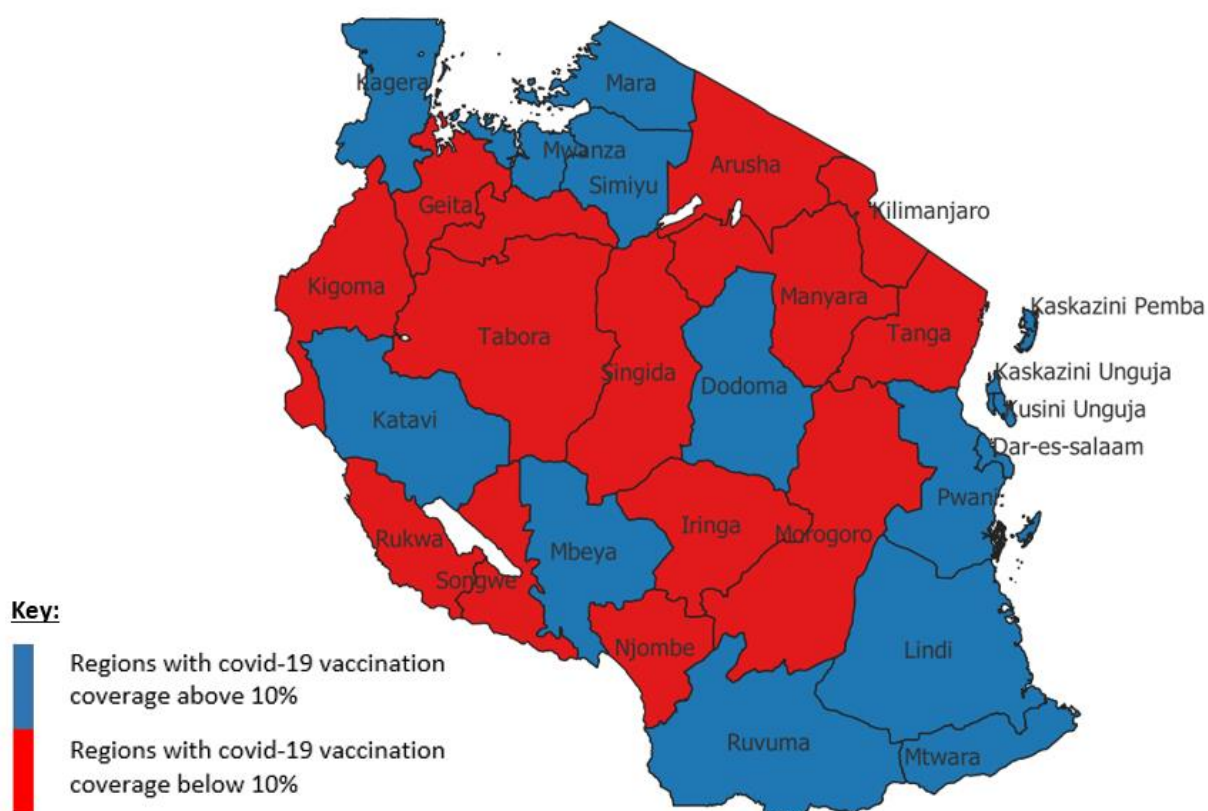 Kagera
Mara
Mwanza
Simiyu
Arusha
Geita
Kilimanjaro
Kigoma
Manyara
Kaskazini Pemba
Tabora
Tanga
Singida
Dodoma
Kaskazini Unguja
Katavi
Kusini Unguja
Dar-es-salaam
Pwani
Iringa
Morogoro
Rukwa
Mbeya
Songwe
Key:
Njombe
Lindi
Regions with covid-19 vaccination
coverage above 10%
Ruvuma
Mtwara
Regions with covid-19 vaccination
coverage below 10%